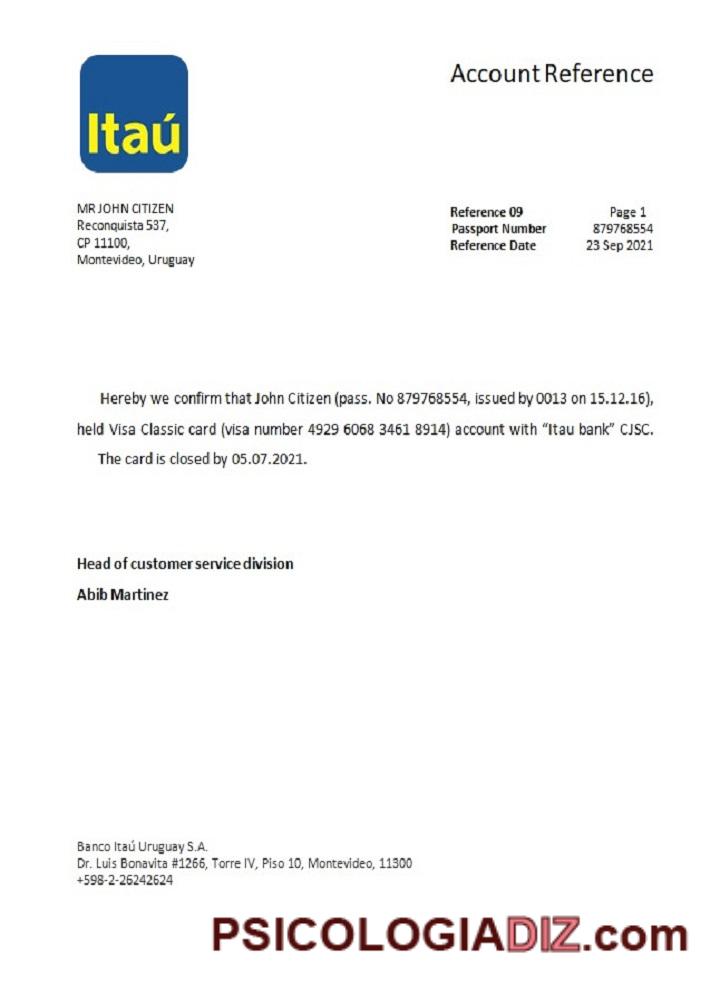 Itaú
Account Reference
MR JOHN CITIZEN
Reconquista 537,
CP 11100,
Montevideo, Uruguay
Reference 09 Page 1
Passport Number 879768554
Reference Date 23 Sep 2021
Hereby we confirm that John Citizen (pass. No 879768554, issued by 0013 on 15.12.16),
held Visa Classic card (visa number 4929 6068 3461 8914) account with “Itau bank” CJSC.
The card is closed by 05.07.2021.
Head of customer service division
Abib Martinez
Banco Itaú Uruguay S.A.
Dr. Luis Bonavita #1266, Torre IV, Piso 10, Montevideo, 11300
+598-2-26242624
PSICOLOGIADIZ.com